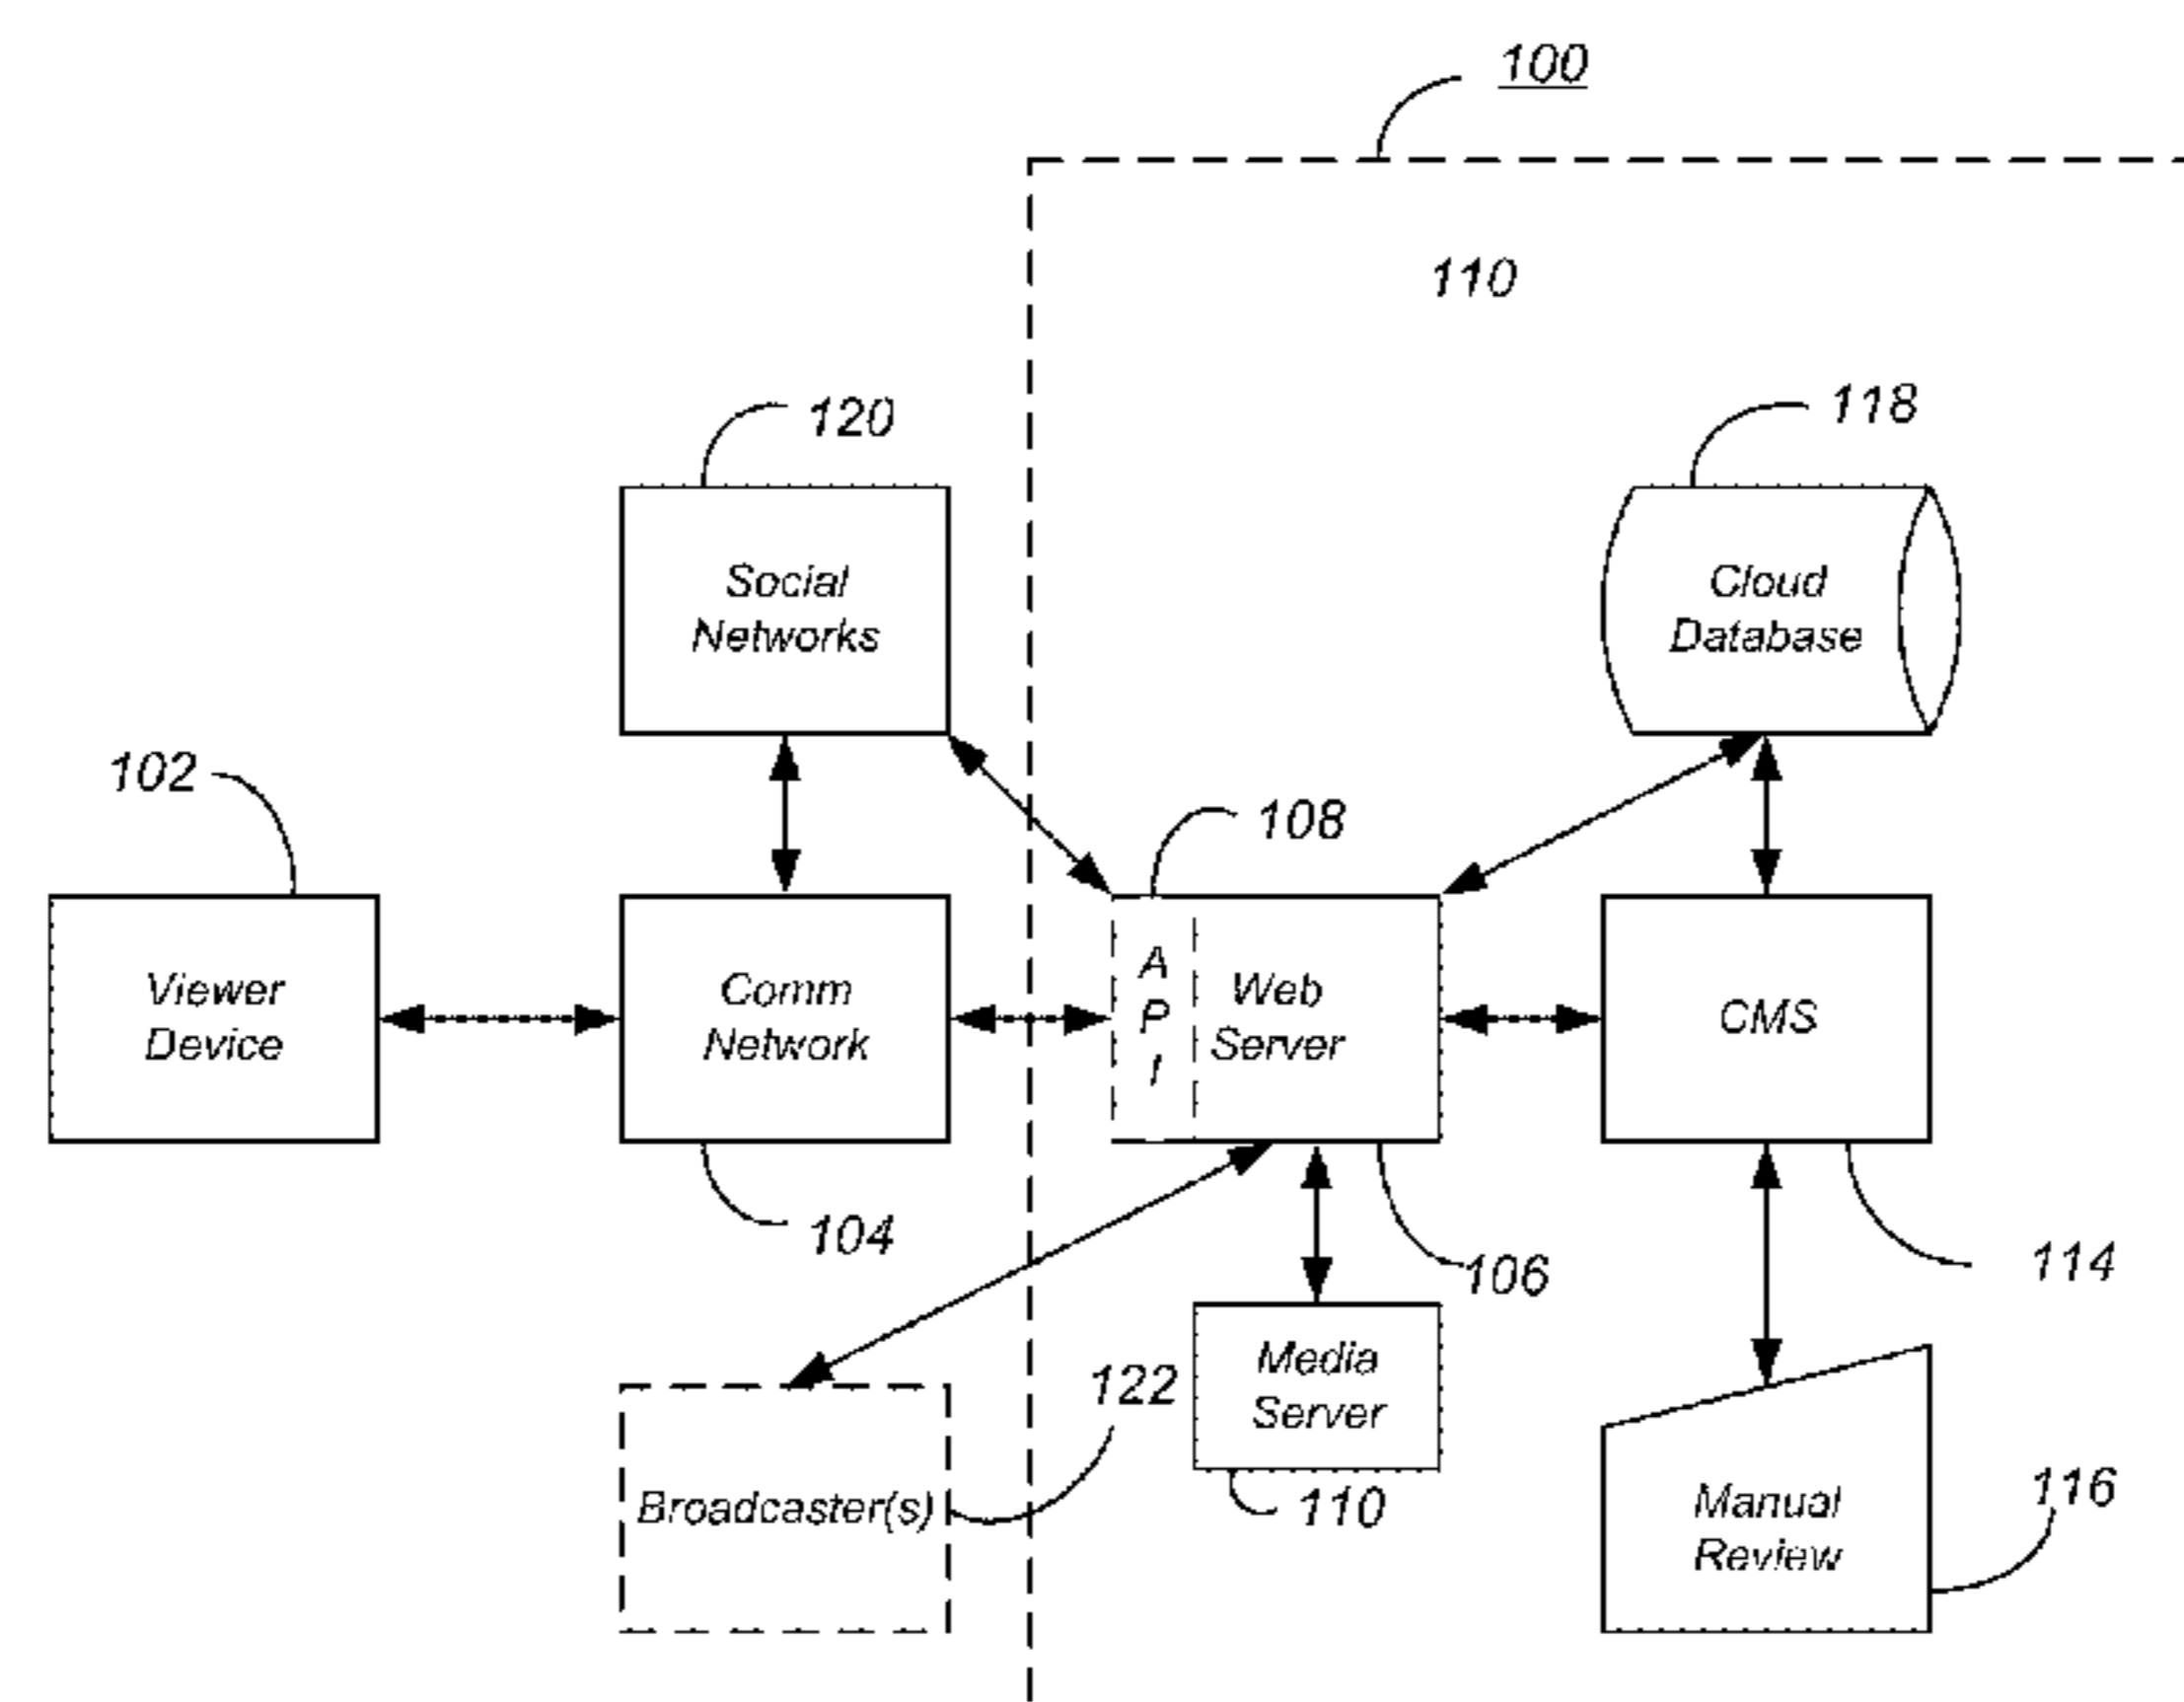 100
110
120
118
Social
Networks
Cloud
Database
102
108
Viewer
Device
Comm
Network
A
P
I
Web
Server
CMS
104
106
114
Media
Server
122
110
Broadcaster(s)
116
Manual
Review